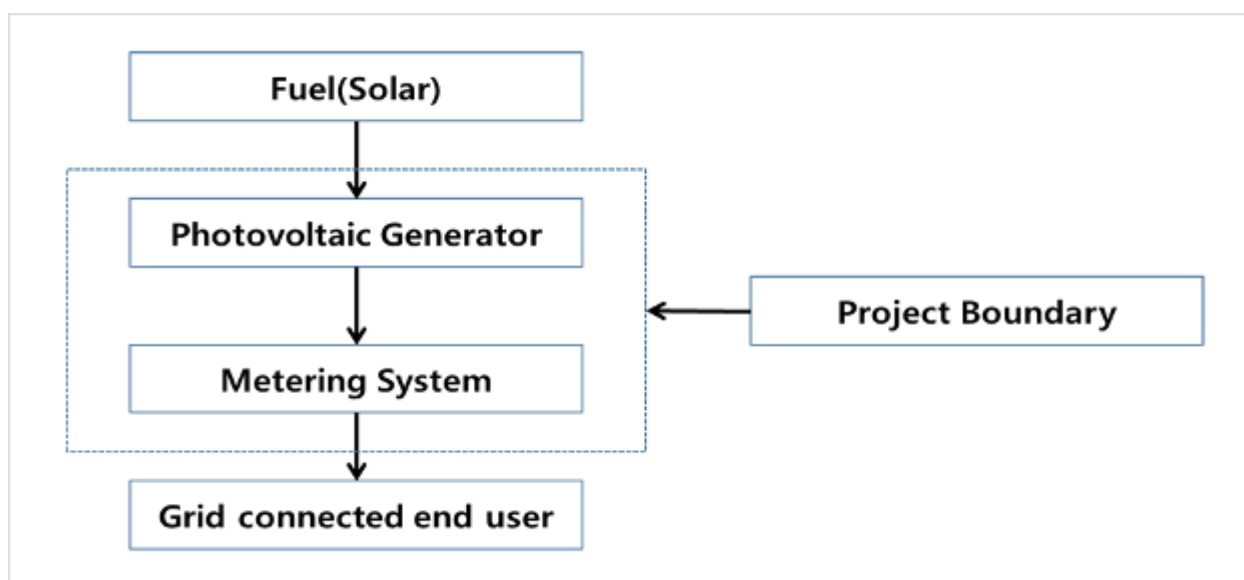 Fuel(Solar)
Photovoltaic Generator
Project Boundary
Metering System
Grid connected end user